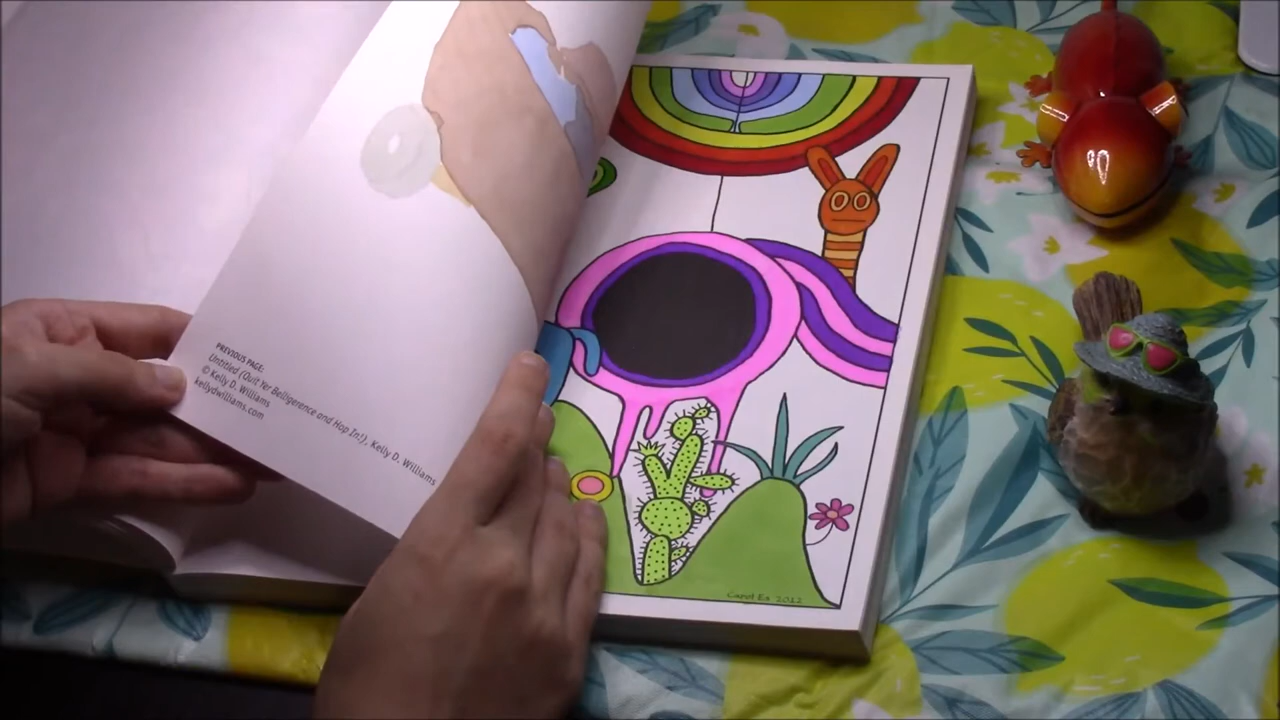 PREVIOUS PAGE:
Untitled (Quit Yer Belligerence and Hop In!), Kelly D. Williams
© Kelly D. Williams
kellydwilliams.com
Carol Es 2012